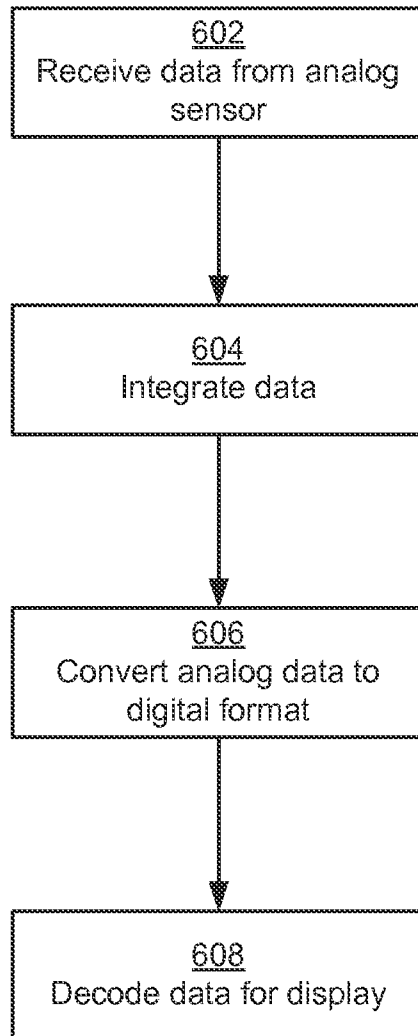 602
Receive data from analog
sensor
604
Integrate data
606
Convert analog data to
digital format
608
Decode data for display